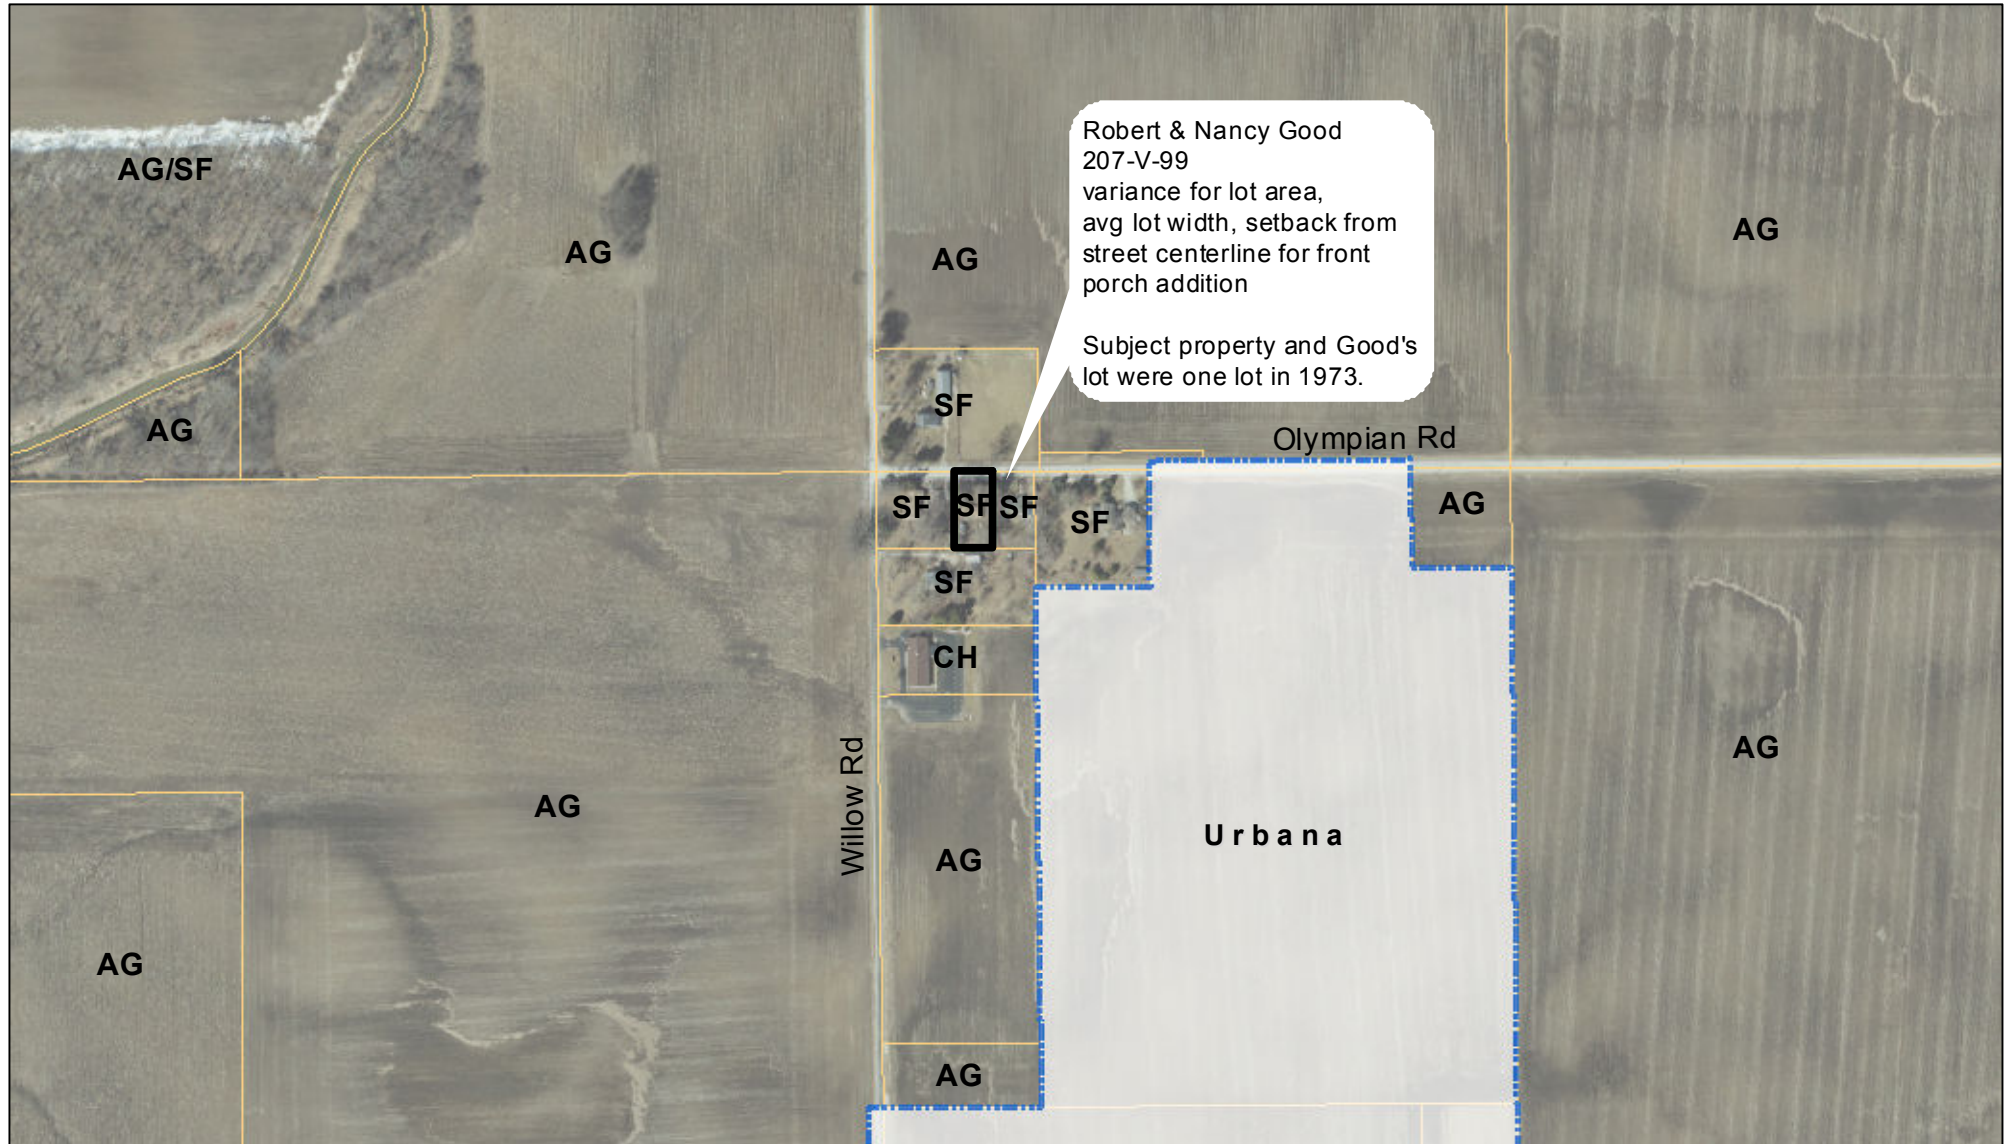 Robert & Nancy Good
207-V-99
variance for lot area,
avg lot width, setback from
street centerline for front
porch addition
Subject property and Good's
lot were one lot in 1973.
AG/SF
AG
AG
AG
AG
SF
Olympian Rd
SF
SF
SF
SF
AG
SF
CH
Willow Rd
AG
AG
Urbana
AG
AG
AG